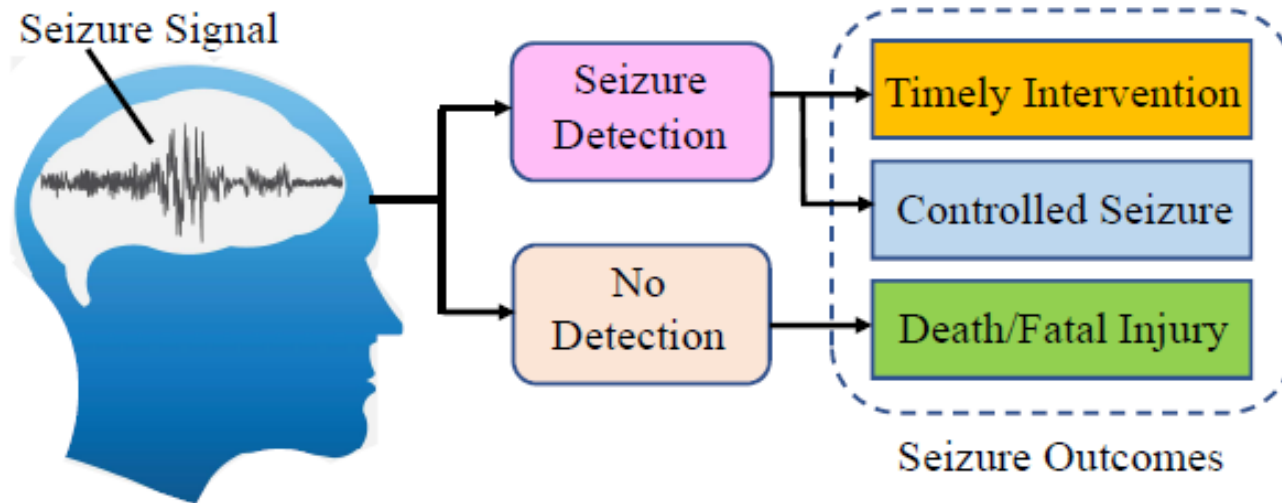 Seizure Signal
Seizure
Detection
No
Detection
Timely Intervention
Controlled Seizure
Death/Fatal Injury
Seizure Outcomes